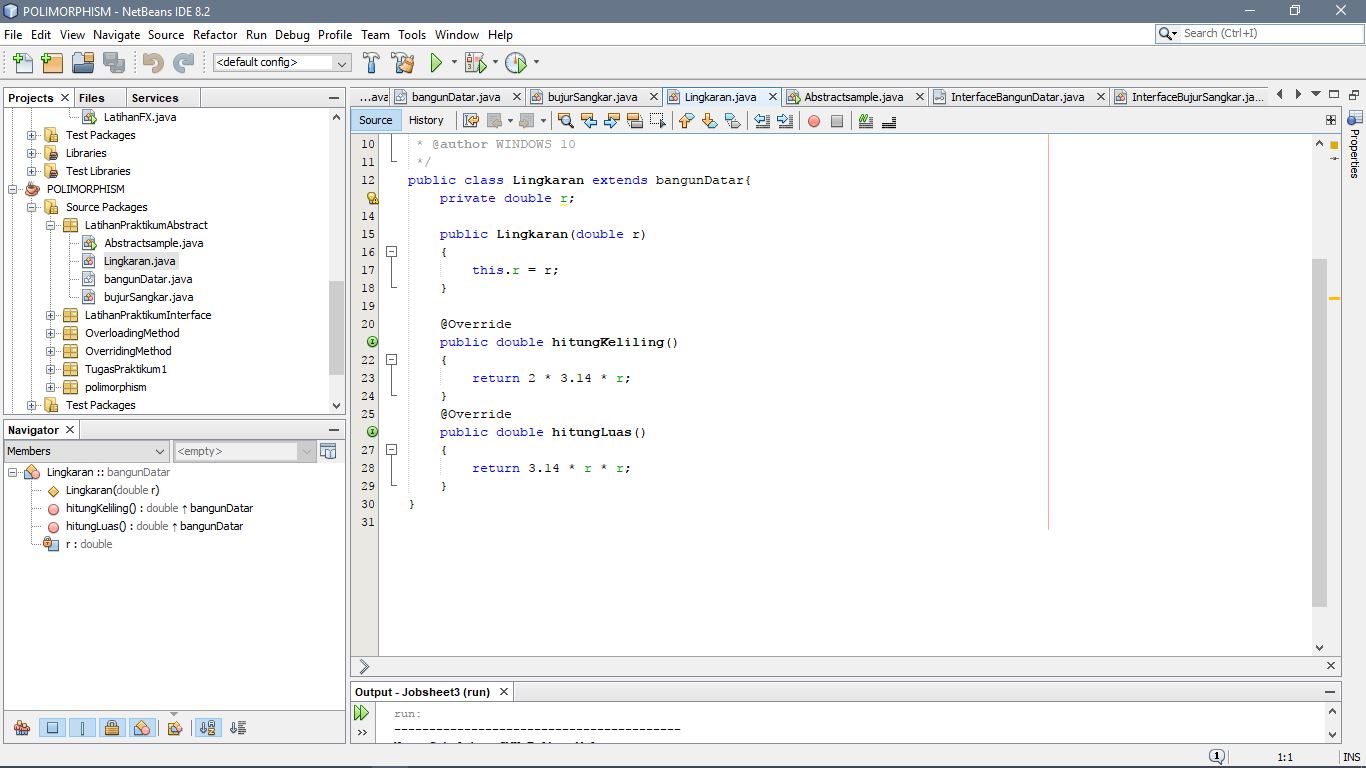 POLIMORPHISM - NetBeans IDE 8.2
File Edit View Navigate Source Refactor Run Debug Profile Team Tools Window Help
Search (Ctrl+I)
<default config>
Projects Files Services
LatihanFX.java
Test Packages
Libraries
Test Libraries
POLIMORPHISM
Source Packages
LatihanPraktikumAbstract
Abstractsample.java
Lingkaran.java
bangunDatar.java
bujurSangkar.java
LatihanPraktikumInterface
OverloadingMethod
OverridingMethod
TugasPraktikum1
polimorphism
Test Packages
Navigator
Members <empty>
Lingkaran :: bangunDatar
Lingkaran(double r)
hitungKeliling() : double ↑ bangunDatar
hitungLuas() : double ↑ bangunDatar
r : double
...ava bangunDatar.java bujurSangkar.java Lingkaran.java Abstractsample.java InterfaceBangunDatar.java InterfaceBujurSangkar.ja...
Source History
10 * @author WINDOWS 10
11 */
12 public class Lingkaran extends bangunDatar{
private double r;
14
15 public Lingkaran(double r)
16 {
17 this.r = r;
18 }
19
20 @Override
public double hitungKeliling()
22 {
23 return 2 * 3.14 * r;
24 }
25 @Override
public double hitungLuas()
27 {
28 return 3.14 * r * r;
29 }
30 }
31
Properties
Output - Jobsheet3 (run)
run:
-----------------------------------------
1 1:1 INS